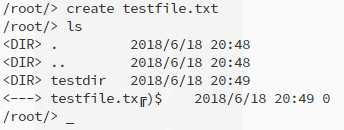 /root/> create testfile.txt
/root/> ls
<DIR> . 2018/6/18 20:48
<DIR> .. 2018/6/18 20:48
<DIR> testdir 2018/6/18 20:49
<---> testfile.tx╔)$ 2018/6/18 20:49 0
/root/> _